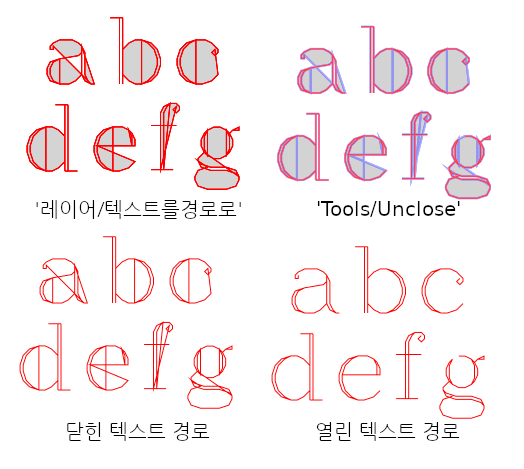 a b c
a b c
d e f g
d e f g
'레이어/텍스트를경로로'
'Tools/Unclose'
a b c
a b c
d e f g
d e f g
닫힌 텍스트 경로
열린 텍스트 경로